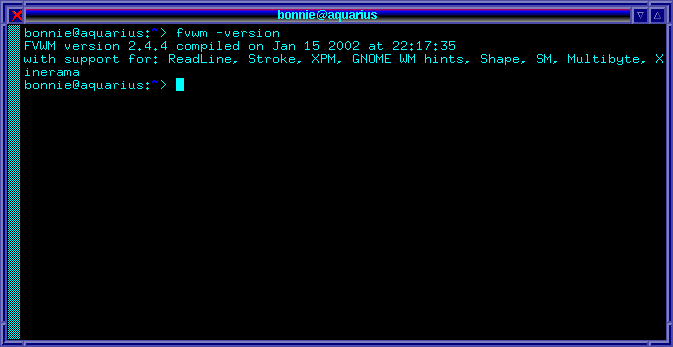 bonnie@aquarius
bonnie@aquarius:^> fvwm -version
FVWM version 2.4.4 compiled on Jan 15 2002 at 22:17:35
with support for: ReadLine, Stroke, XPM, GNOME WM hints, Shape, SM, Multibyte, X
inerama
bonnie@aquarius:^>